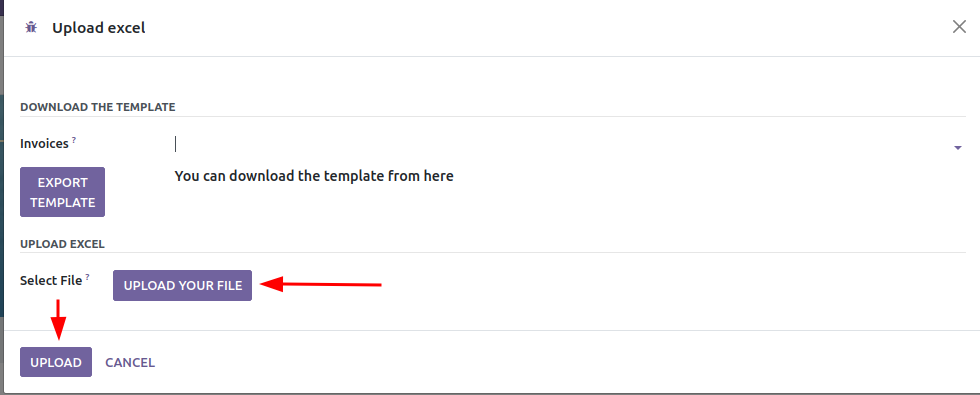 Upload excel
DOWNLOAD THE TEMPLATE
Invoices ?
EXPORT
TEMPLATE
You can download the template from here
UPLOAD EXCEL
Select File ?
UPLOAD YOUR FILE
UPLOAD
CANCEL